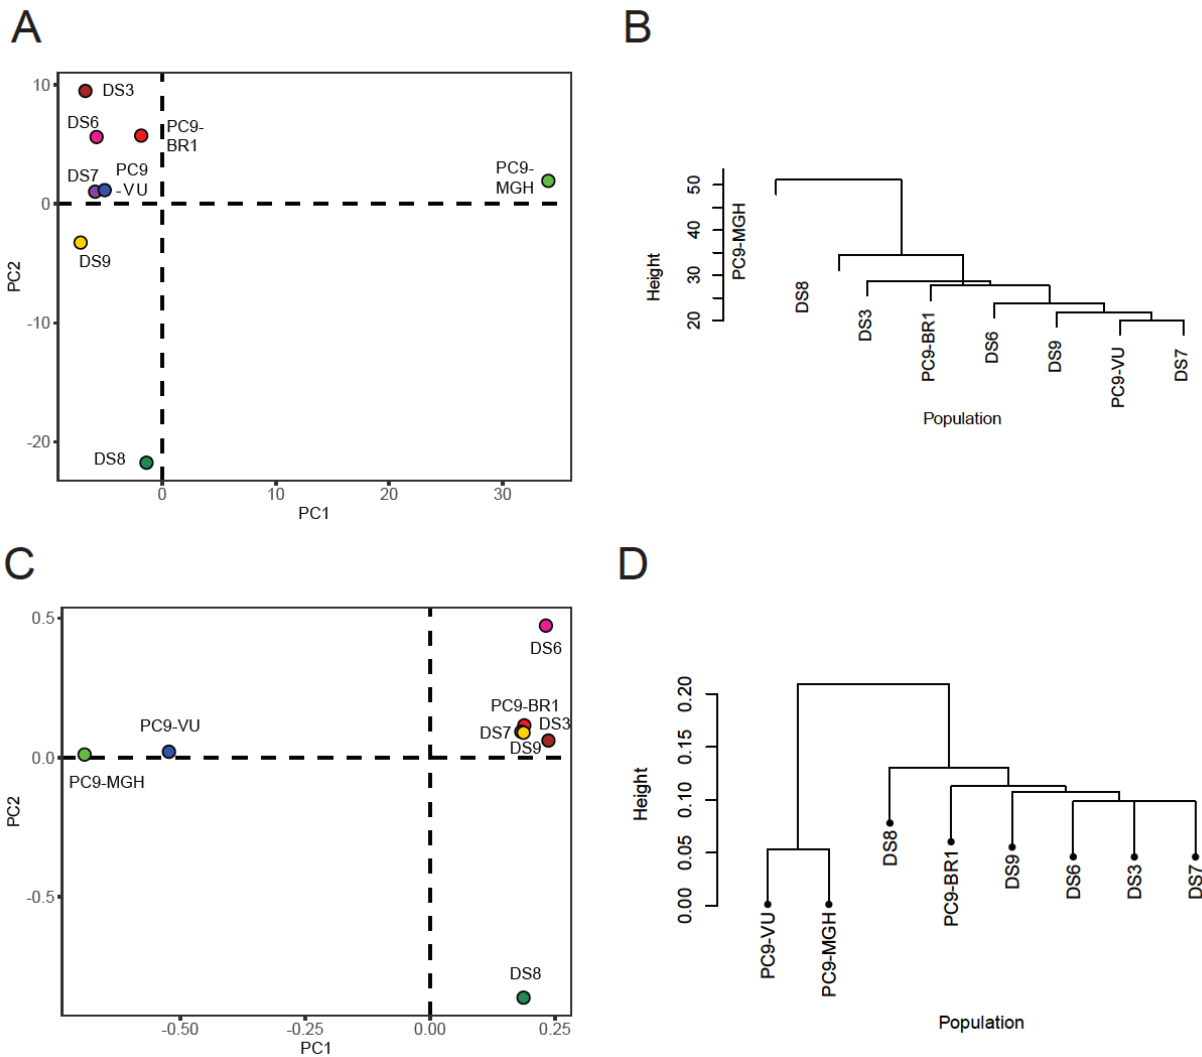 A
10
0
-10
-20
PC2
DS3
DS6
PC9-
BR1
DS7
PC9
-VU
DS9
DS8
PC9-
MGH
0
10
20
30
PC1
B
50
40
30
20
Height
PC9-MGH
DS8
DS3
PC9-BR1
DS6
DS9
PC9-VU
DS7
Population
C
0.5
0.0
-0.5
PC2
DS6
PC9-BR1
DS3
DS7
DS9
PC9-VU
PC9-MGH
DS8
-0.50
-0.25
0.00
0.25
PC1
D
0.20
0.15
0.10
0.05
0.00
Height
PC9-VU
PC9-MGH
DS8
PC9-BR1
DS9
DS6
DS3
DS7
Population